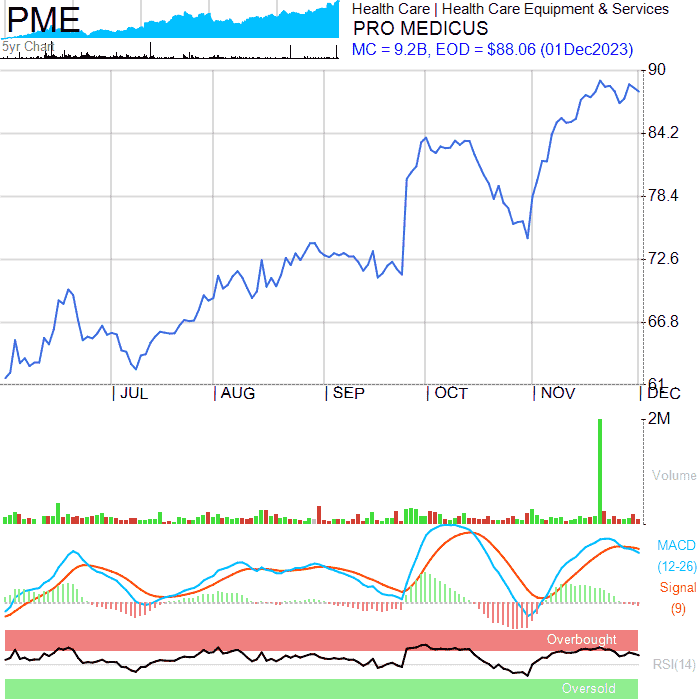 PME
5yr Chart
Health Care | Health Care Equipment & Services
PRO MEDICUS
MC = 9.2B, EOD = $88.06 (01Dec2023)
90
84.2
78.4
72.6
66.8
61
JUL
AUG
SEP
OCT
NOV
DEC
2M
Volume
MACD
(12-26)
Signal
(9)
Overbought
RSI(14)
Oversold